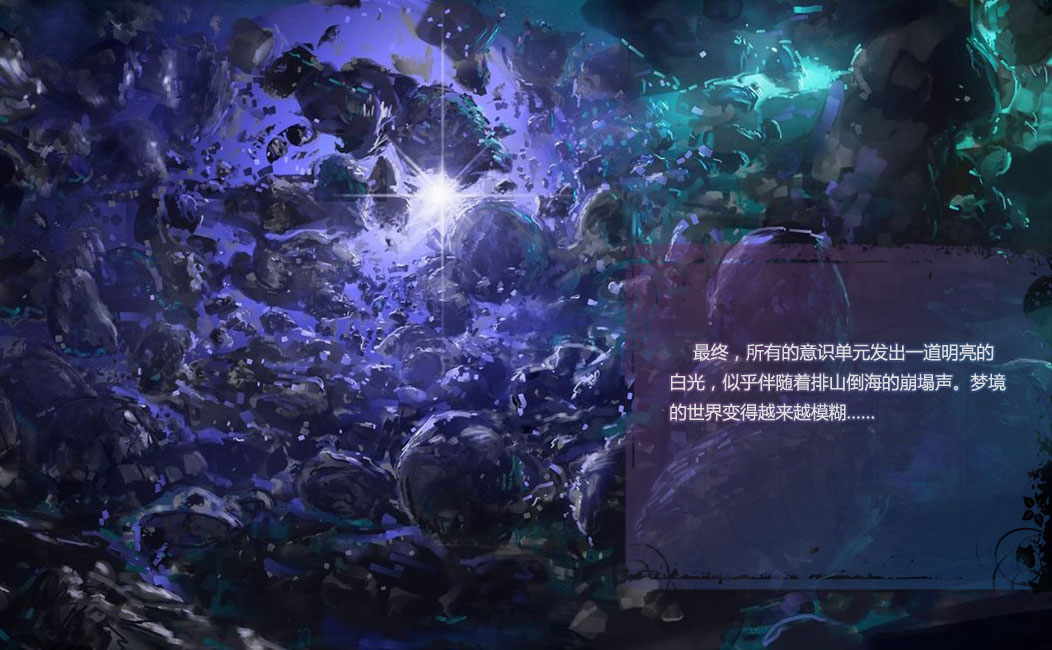 最终，所有的意识单元发出一道明亮的
白光，似乎伴随着排山倒海的崩塌声。梦境
的世界变得越来越模糊......